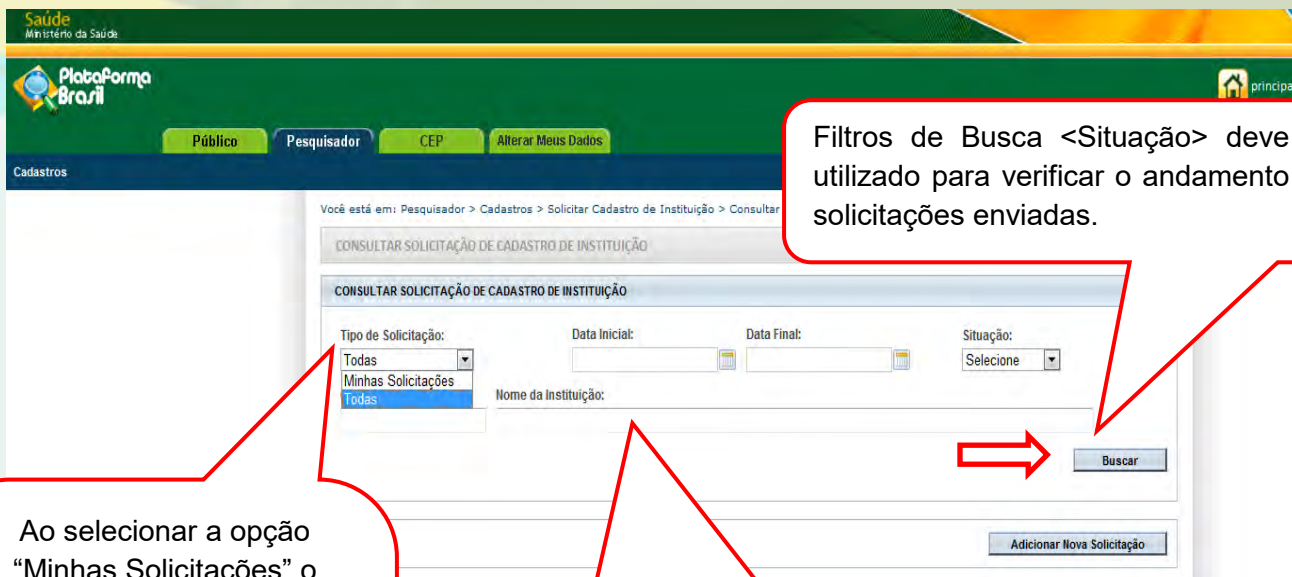 Saúde
Ministério da Saúde
Plataforma
Brasil
principa
Público Pesquisador CEP Alterar Meus Dados
Cadastros
Filtros de Busca <Situação> deve
utilizado para verificar o andamento
solicitações enviadas.
Você está em: Pesquisador > Cadastros > Solicitar Cadastro de Instituição > Consultar
CONSULTAR SOLICITAÇÃO DE CADASTRO DE INSTITUIÇÃO
CONSULTAR SOLICITAÇÃO DE CADASTRO DE INSTITUIÇÃO
Tipo de Solicitação: Data Inicial: Data Final: Situação:
Todas Selecione
Minhas Solicitações
Todas Nome da Instituição:
Buscar
Ao selecionar a opção
“Minhas Solicitações” o
Adicionar Nova Solicitação